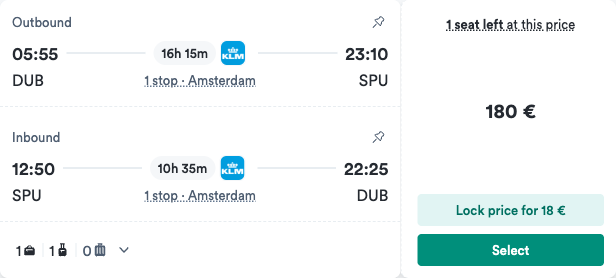 Outbound
05:55 16h 15m KLM 23:10
DUB 1 stop · Amsterdam SPU
Inbound
12:50 10h 35m KLM 22:25
SPU 1 stop · Amsterdam DUB
1 1 0
1 seat left at this price
180 €
Lock price for 18 €
Select